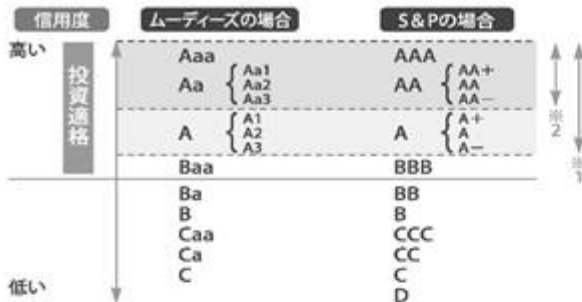 信用度 ムーディーズの場合 S&Pの場合
高い
投資適格
Aaa AAA
Aa { Aa1 Aa2 Aa3 AA { AA+ AA AA−
A { A1 A2 A3 A { A+ A A−
※2
※1
Baa BBB
Ba BB
B B
Caa CCC
Ca CC
C C
低い D